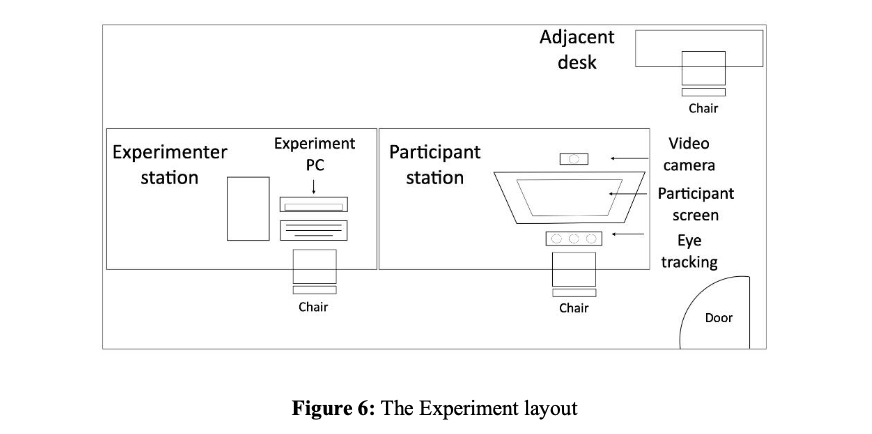 Adjacent
desk
Chair
Experimenter
station
Experiment
PC
Participant
station
Video
camera
Participant
screen
Eye
tracking
Chair
Chair
Door
Figure 6: The Experiment layout